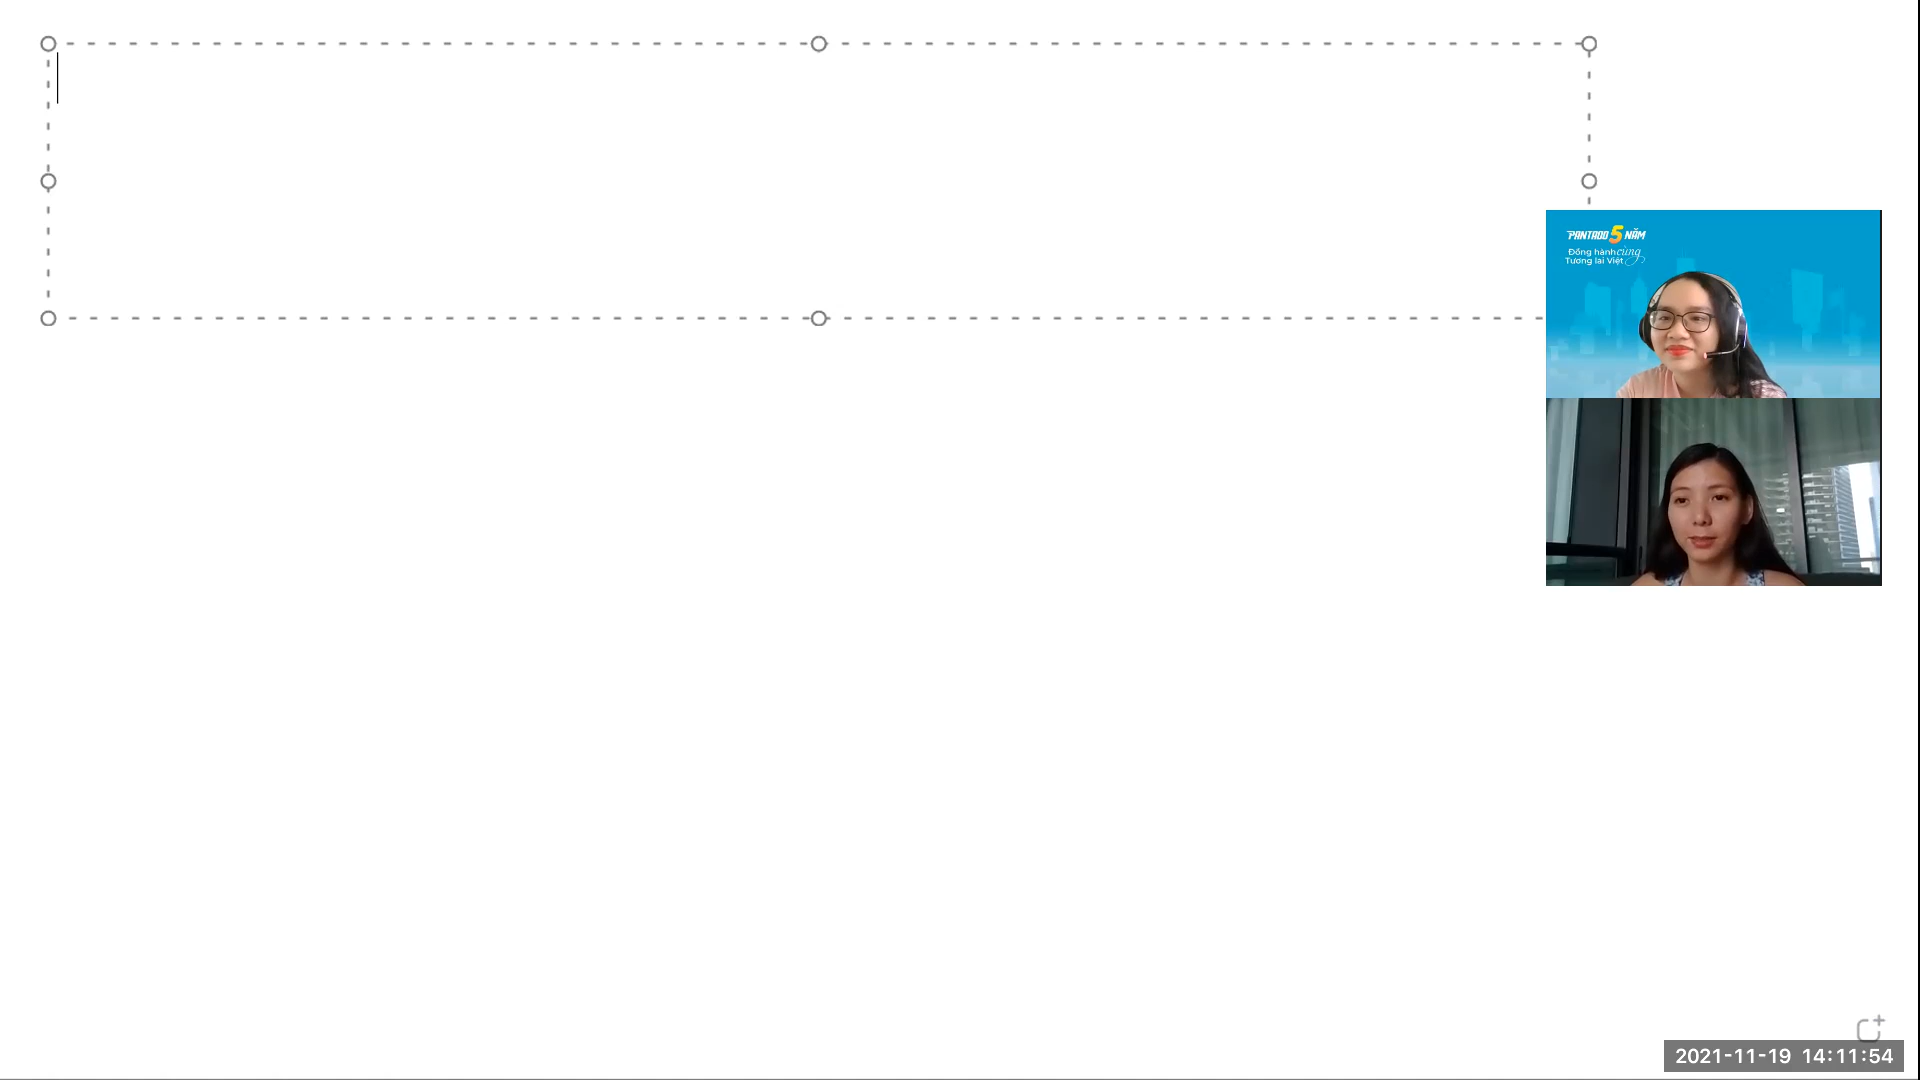 PANTADO 5 NĂM
Đồng hành cùng
Tương lai Việt
2021-11-19 14:11:54